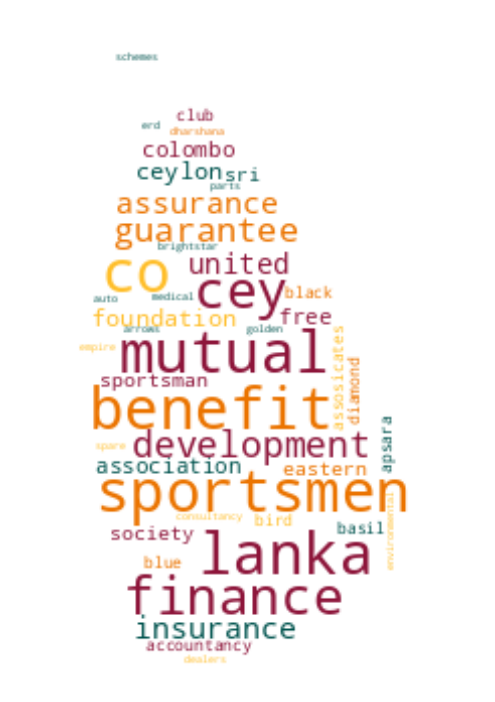 schemes
club
erd
dharshana
colombo
ceylon sri
parts
assurance
guarantee
brightstar
co united
cey black
auto medical
foundation free
arrows golden
empire mutual
assosicates
diamond
sportsman
benefit
apsara
spare development
association eastern
sportsmen
environmental
consultancy bird
society basil
lanka
blue
finance
insurance
accountancy
dealers